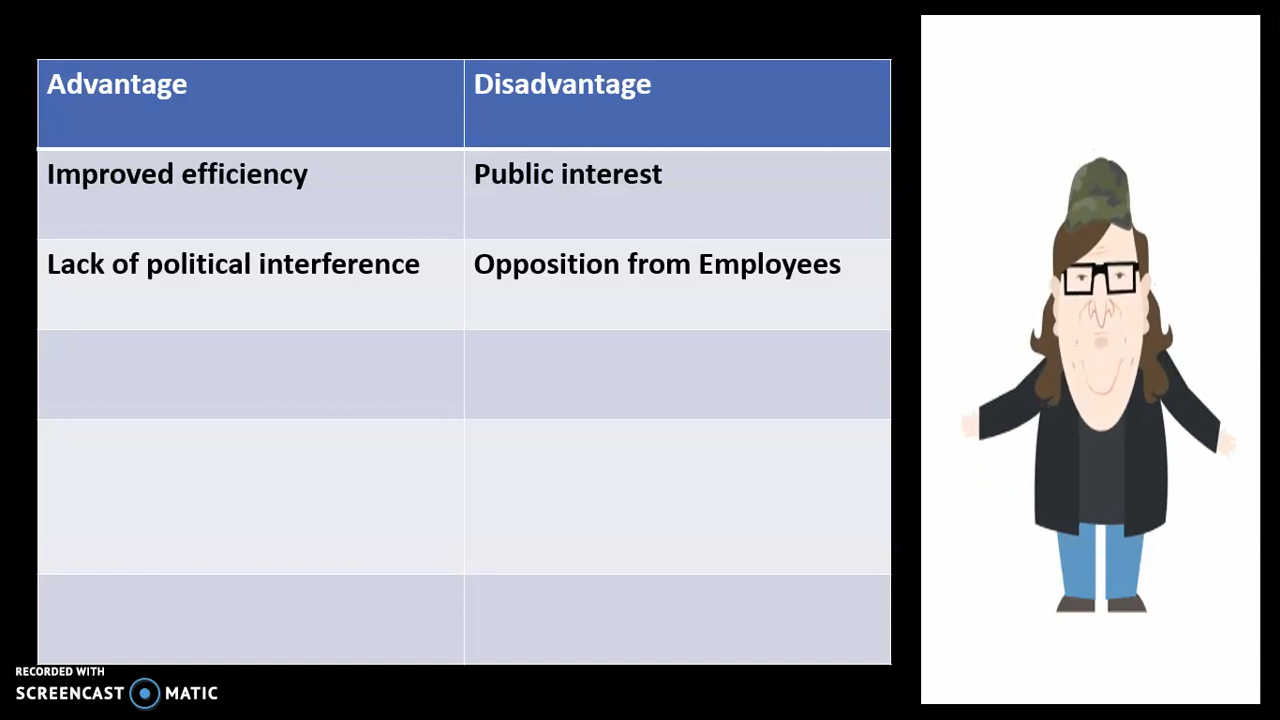 Advantage
Disadvantage
Improved efficiency
Public interest
Lack of political interference
Opposition from Employees
RECORDED WITH
SCREENCAST MATIC